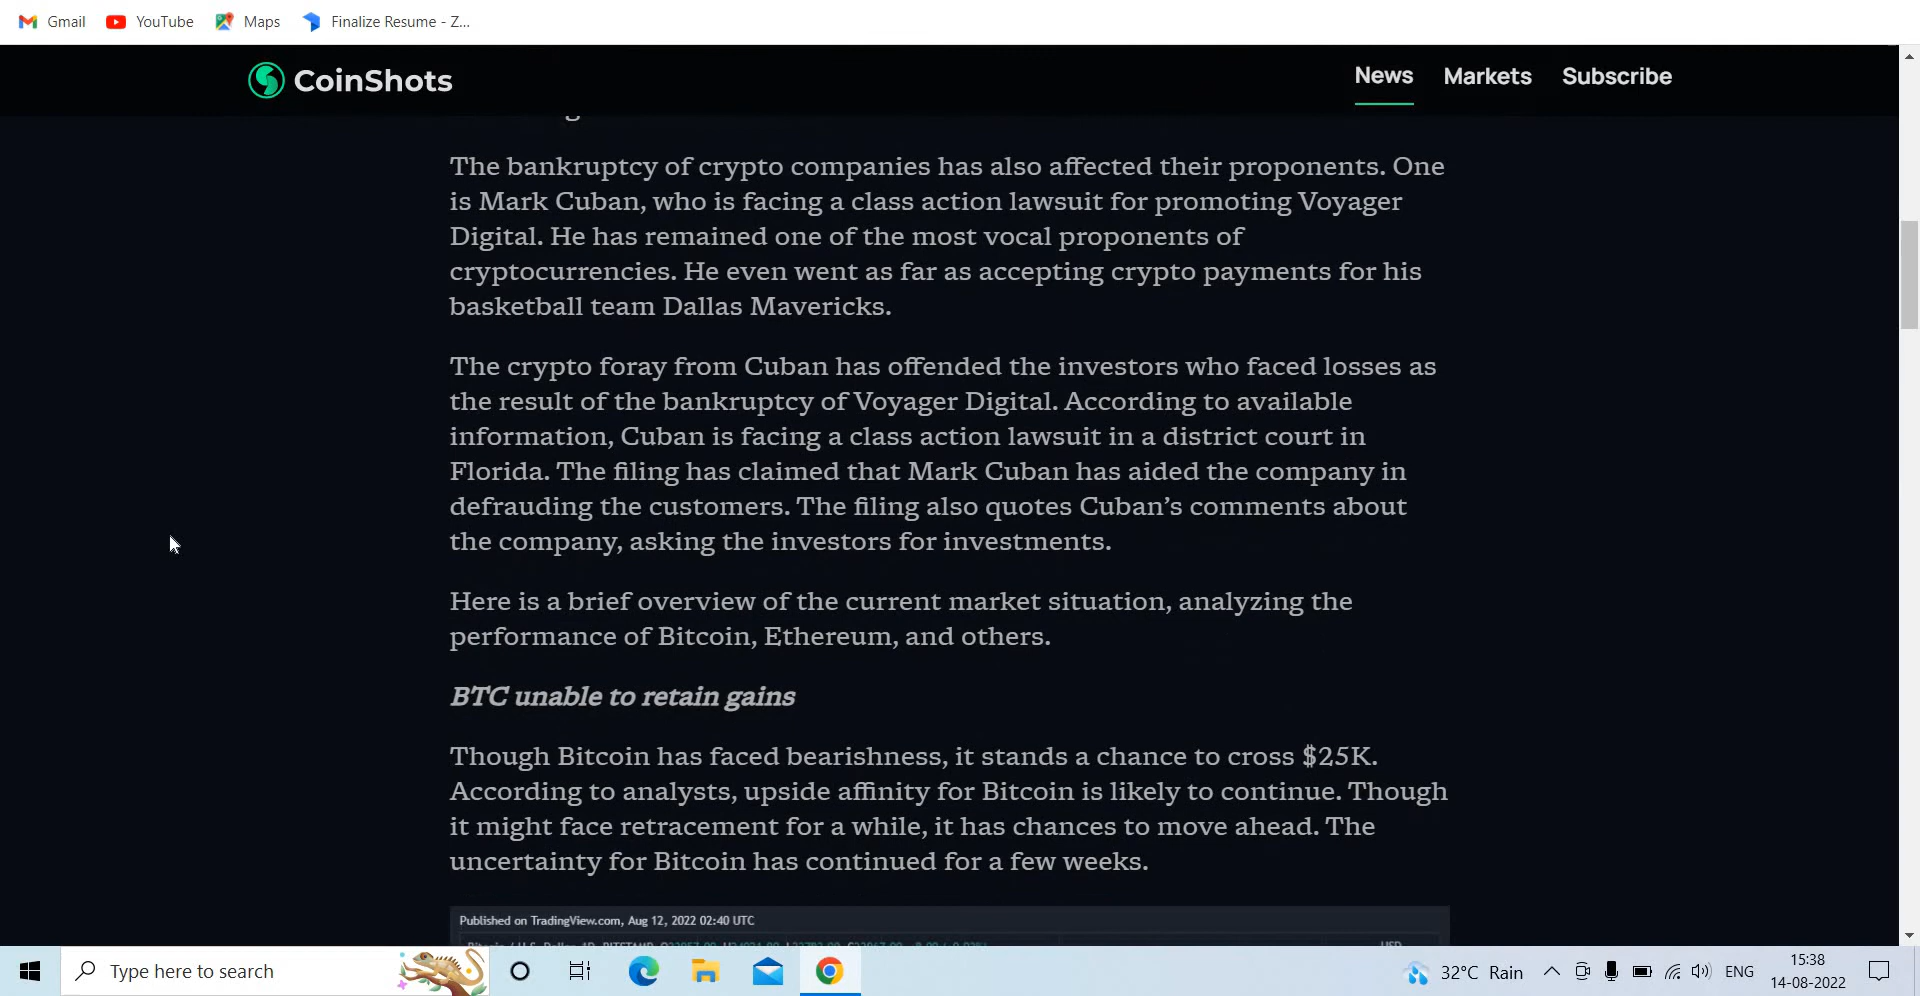 Gmail YouTube Maps Finalize Resume - Z...
CoinShots News Markets Subscribe
The bankruptcy of crypto companies has also affected their proponents. One
is Mark Cuban, who is facing a class action lawsuit for promoting Voyager
Digital. He has remained one of the most vocal proponents of
cryptocurrencies. He even went as far as accepting crypto payments for his
basketball team Dallas Mavericks.
The crypto foray from Cuban has offended the investors who faced losses as
the result of the bankruptcy of Voyager Digital. According to available
information, Cuban is facing a class action lawsuit in a district court in
Florida. The filing has claimed that Mark Cuban has aided the company in
defrauding the customers. The filing also quotes Cuban’s comments about
the company, asking the investors for investments.
Here is a brief overview of the current market situation, analyzing the
performance of Bitcoin, Ethereum, and others.
BTC unable to retain gains
Though Bitcoin has faced bearishness, it stands a chance to cross $25K.
According to analysts, upside affinity for Bitcoin is likely to continue. Though
it might face retracement for a while, it has chances to move ahead. The
uncertainty for Bitcoin has continued for a few weeks.
Published on TradingView.com, Aug 12, 2022 02:40 UTC
Type here to search
32°C Rain
ENG
15:38
14-08-2022